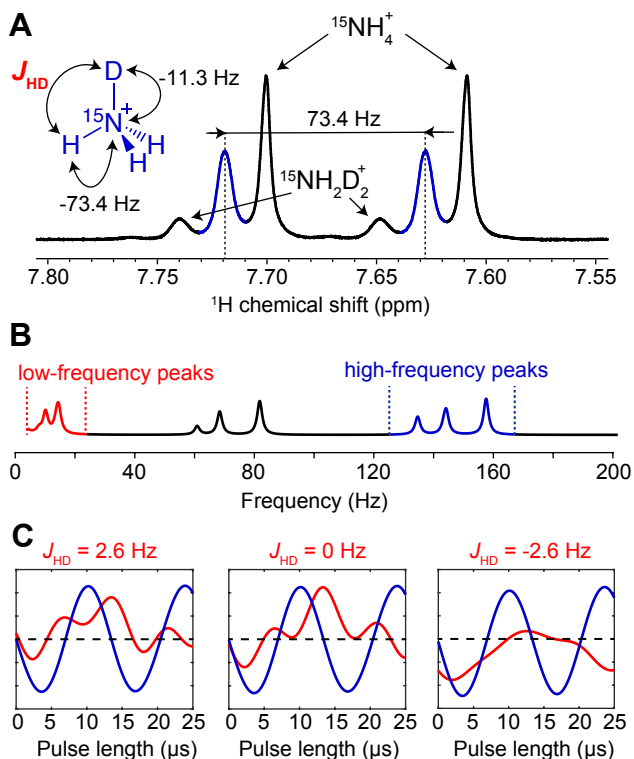 A
J_HD
D
-11.3 Hz
15N+
H
H
H
-73.4 Hz
15NH4+
73.4 Hz
15NH2D2+
7.80 7.75 7.70 7.65 7.60 7.55
1H chemical shift (ppm)
B
low-frequency peaks
high-frequency peaks
0 40 80 120 160 200
Frequency (Hz)
C
J_HD = 2.6 Hz
J_HD = 0 Hz
J_HD = -2.6 Hz
0 5 10 15 20 25
0 5 10 15 20 25
0 5 10 15 20 25
Pulse length (µs)
Pulse length (µs)
Pulse length (µs)